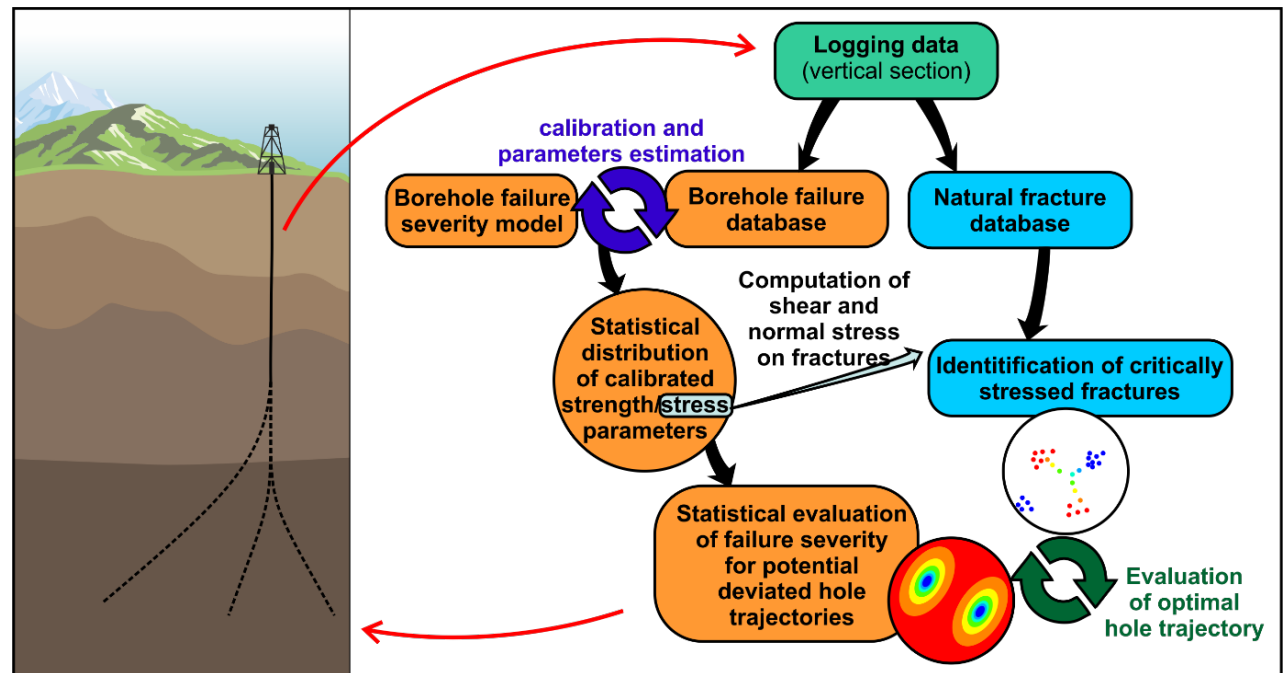 Logging data
(vertical section)
calibration and
parameters estimation
Borehole failure
severity model
Borehole failure
database
Natural fracture
database
Computation of
shear and
normal stress
on fractures
Statistical
distribution
of calibrated
strength/stress
parameters
Identitification of critically
stressed fractures
Statistical evaluation
of failure severity
for potential
deviated hole
trajectories
Evaluation
of optimal
hole trajectory